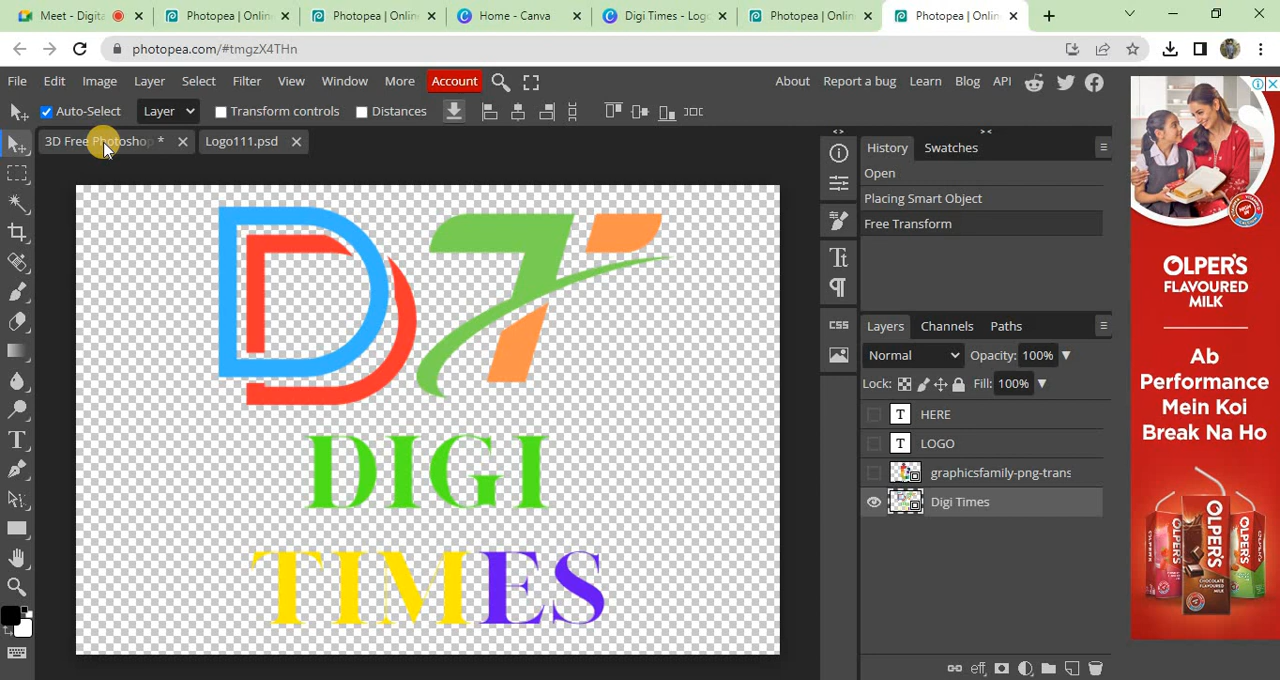 Meet - Digita
Photopea | Onlin
Photopea | Onlin
Home - Canva
Digi Times - Log
Photopea | Onlin
Photopea | Onlin
photopea.com/#tmgzX4THn
File Edit Image Layer Select Filter View Window More Account
About Report a bug Learn Blog API
Auto-Select Layer Transform controls Distances
3D Free Photoshop * Logo111.psd
History Swatches
Open
Placing Smart Object
Free Transform
Layers Channels Paths
Normal Opacity: 100%
Lock: Fill: 100%
T HERE
T LOGO
graphicsfamily-png-trans
Digi Times
CSS
eff
DT
DIGI
TIMES
OLPER'S
FLAVOURED
MILK
Ab
Performance
Mein Koi
Break Na Ho